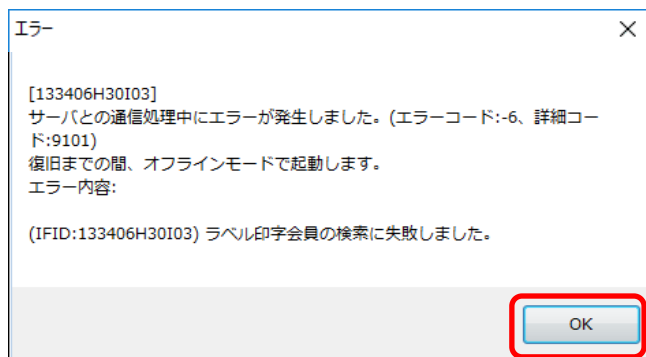 エラー
[133406H30I03]
サーバとの通信処理中にエラーが発生しました。(エラーコード:-6、詳細コー
ド:9101)
復旧までの間、オフラインモードで起動します。
エラー内容:
(IFID:133406H30I03) ラベル印字会員の検索に失敗しました。
OK